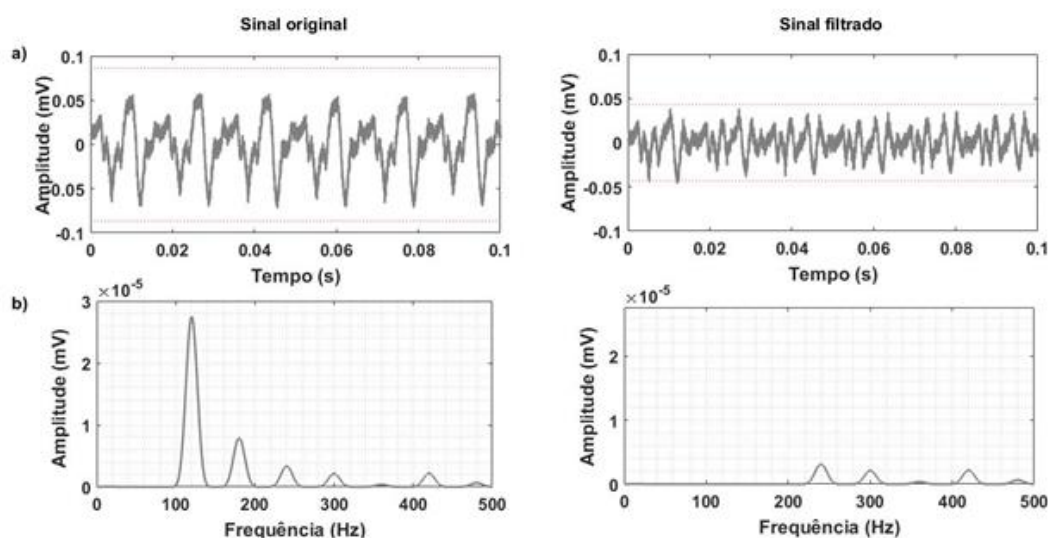 Sinal original
Sinal filtrado
a)
Amplitude (mV)
0.1
0.05
0
-0.05
-0.1
0 0.02 0.04 0.06 0.08 0.1
Tempo (s)
Amplitude (mV)
0.1
0.05
0
-0.05
-0.1
0 0.02 0.04 0.06 0.08 0.1
Tempo (s)
b)
×10⁻⁵
Amplitude (mV)
3
2
1
0
0 100 200 300 400 500
Frequência (Hz)
×10⁻⁵
Amplitude (mV)
2
1
0
0 100 200 300 400 500
Frequência (Hz)